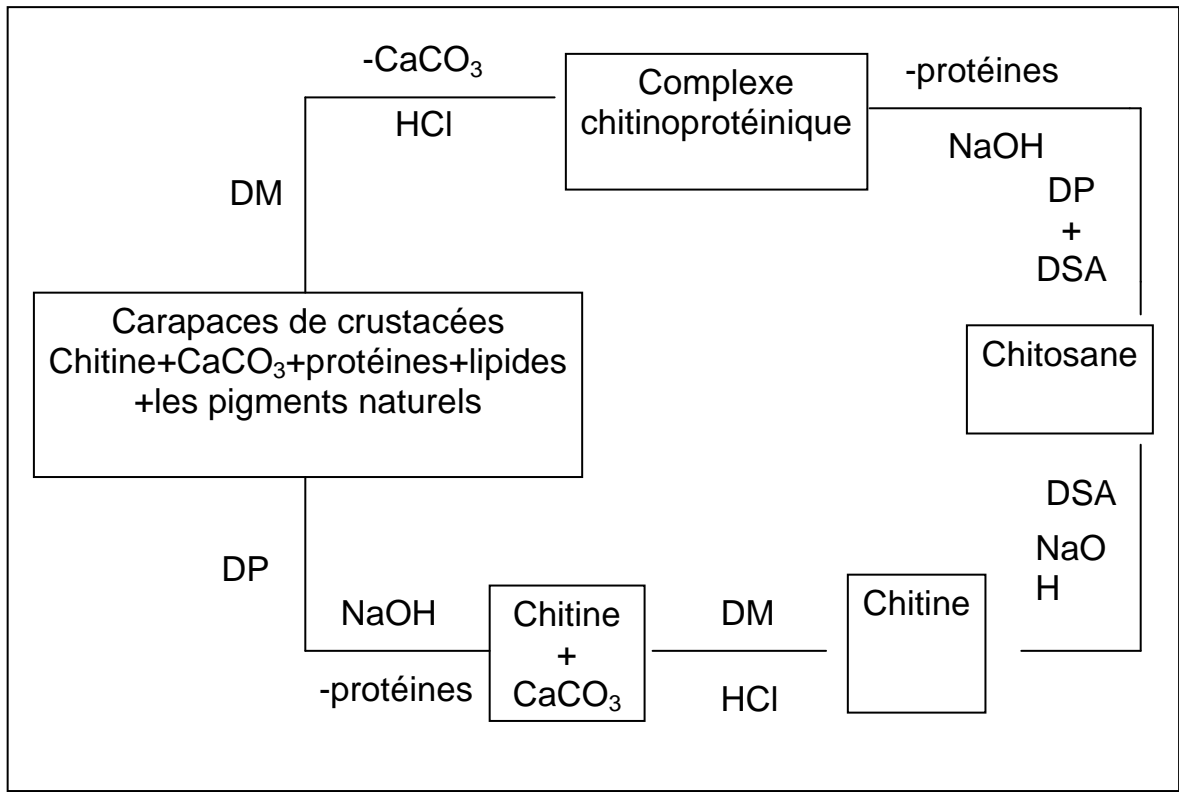 -CaCO₃
HCl
Complexe
chitinoprotéinique
-protéines
NaOH
DP
+
DSA
DM
Carapaces de crustacées
Chitine+CaCO₃+protéines+lipides
+les pigments naturels
Chitosane
DSA
NaO
H
DP
NaOH
-protéines
Chitine
+
CaCO₃
DM
HCl
Chitine